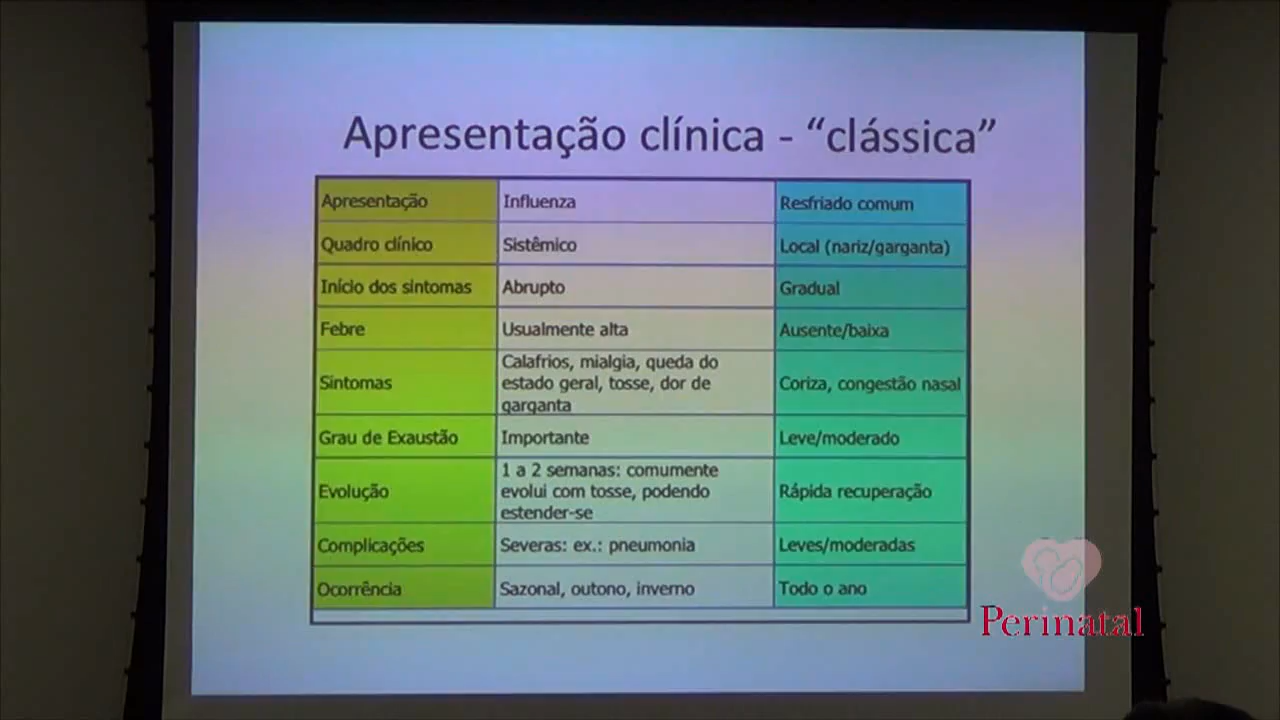 Apresentação clínica - “clássica”
Apresentação
Influenza
Resfriado comum
Quadro clínico
Sistêmico
Local (nariz/garganta)
Início dos sintomas
Abrupto
Gradual
Febre
Usualmente alta
Ausente/baixa
Sintomas
Calafrios, mialgia, queda do
estado geral, tosse, dor de
garganta
Coriza, congestão nasal
Grau de Exaustão
Importante
Leve/moderado
Evolução
1 a 2 semanas: comumente
evolui com tosse, podendo
estender-se
Rápida recuperação
Complicações
Severas: ex.: pneumonia
Leves/moderadas
Ocorrência
Sazonal, outono, inverno
Todo o ano
Perinatal